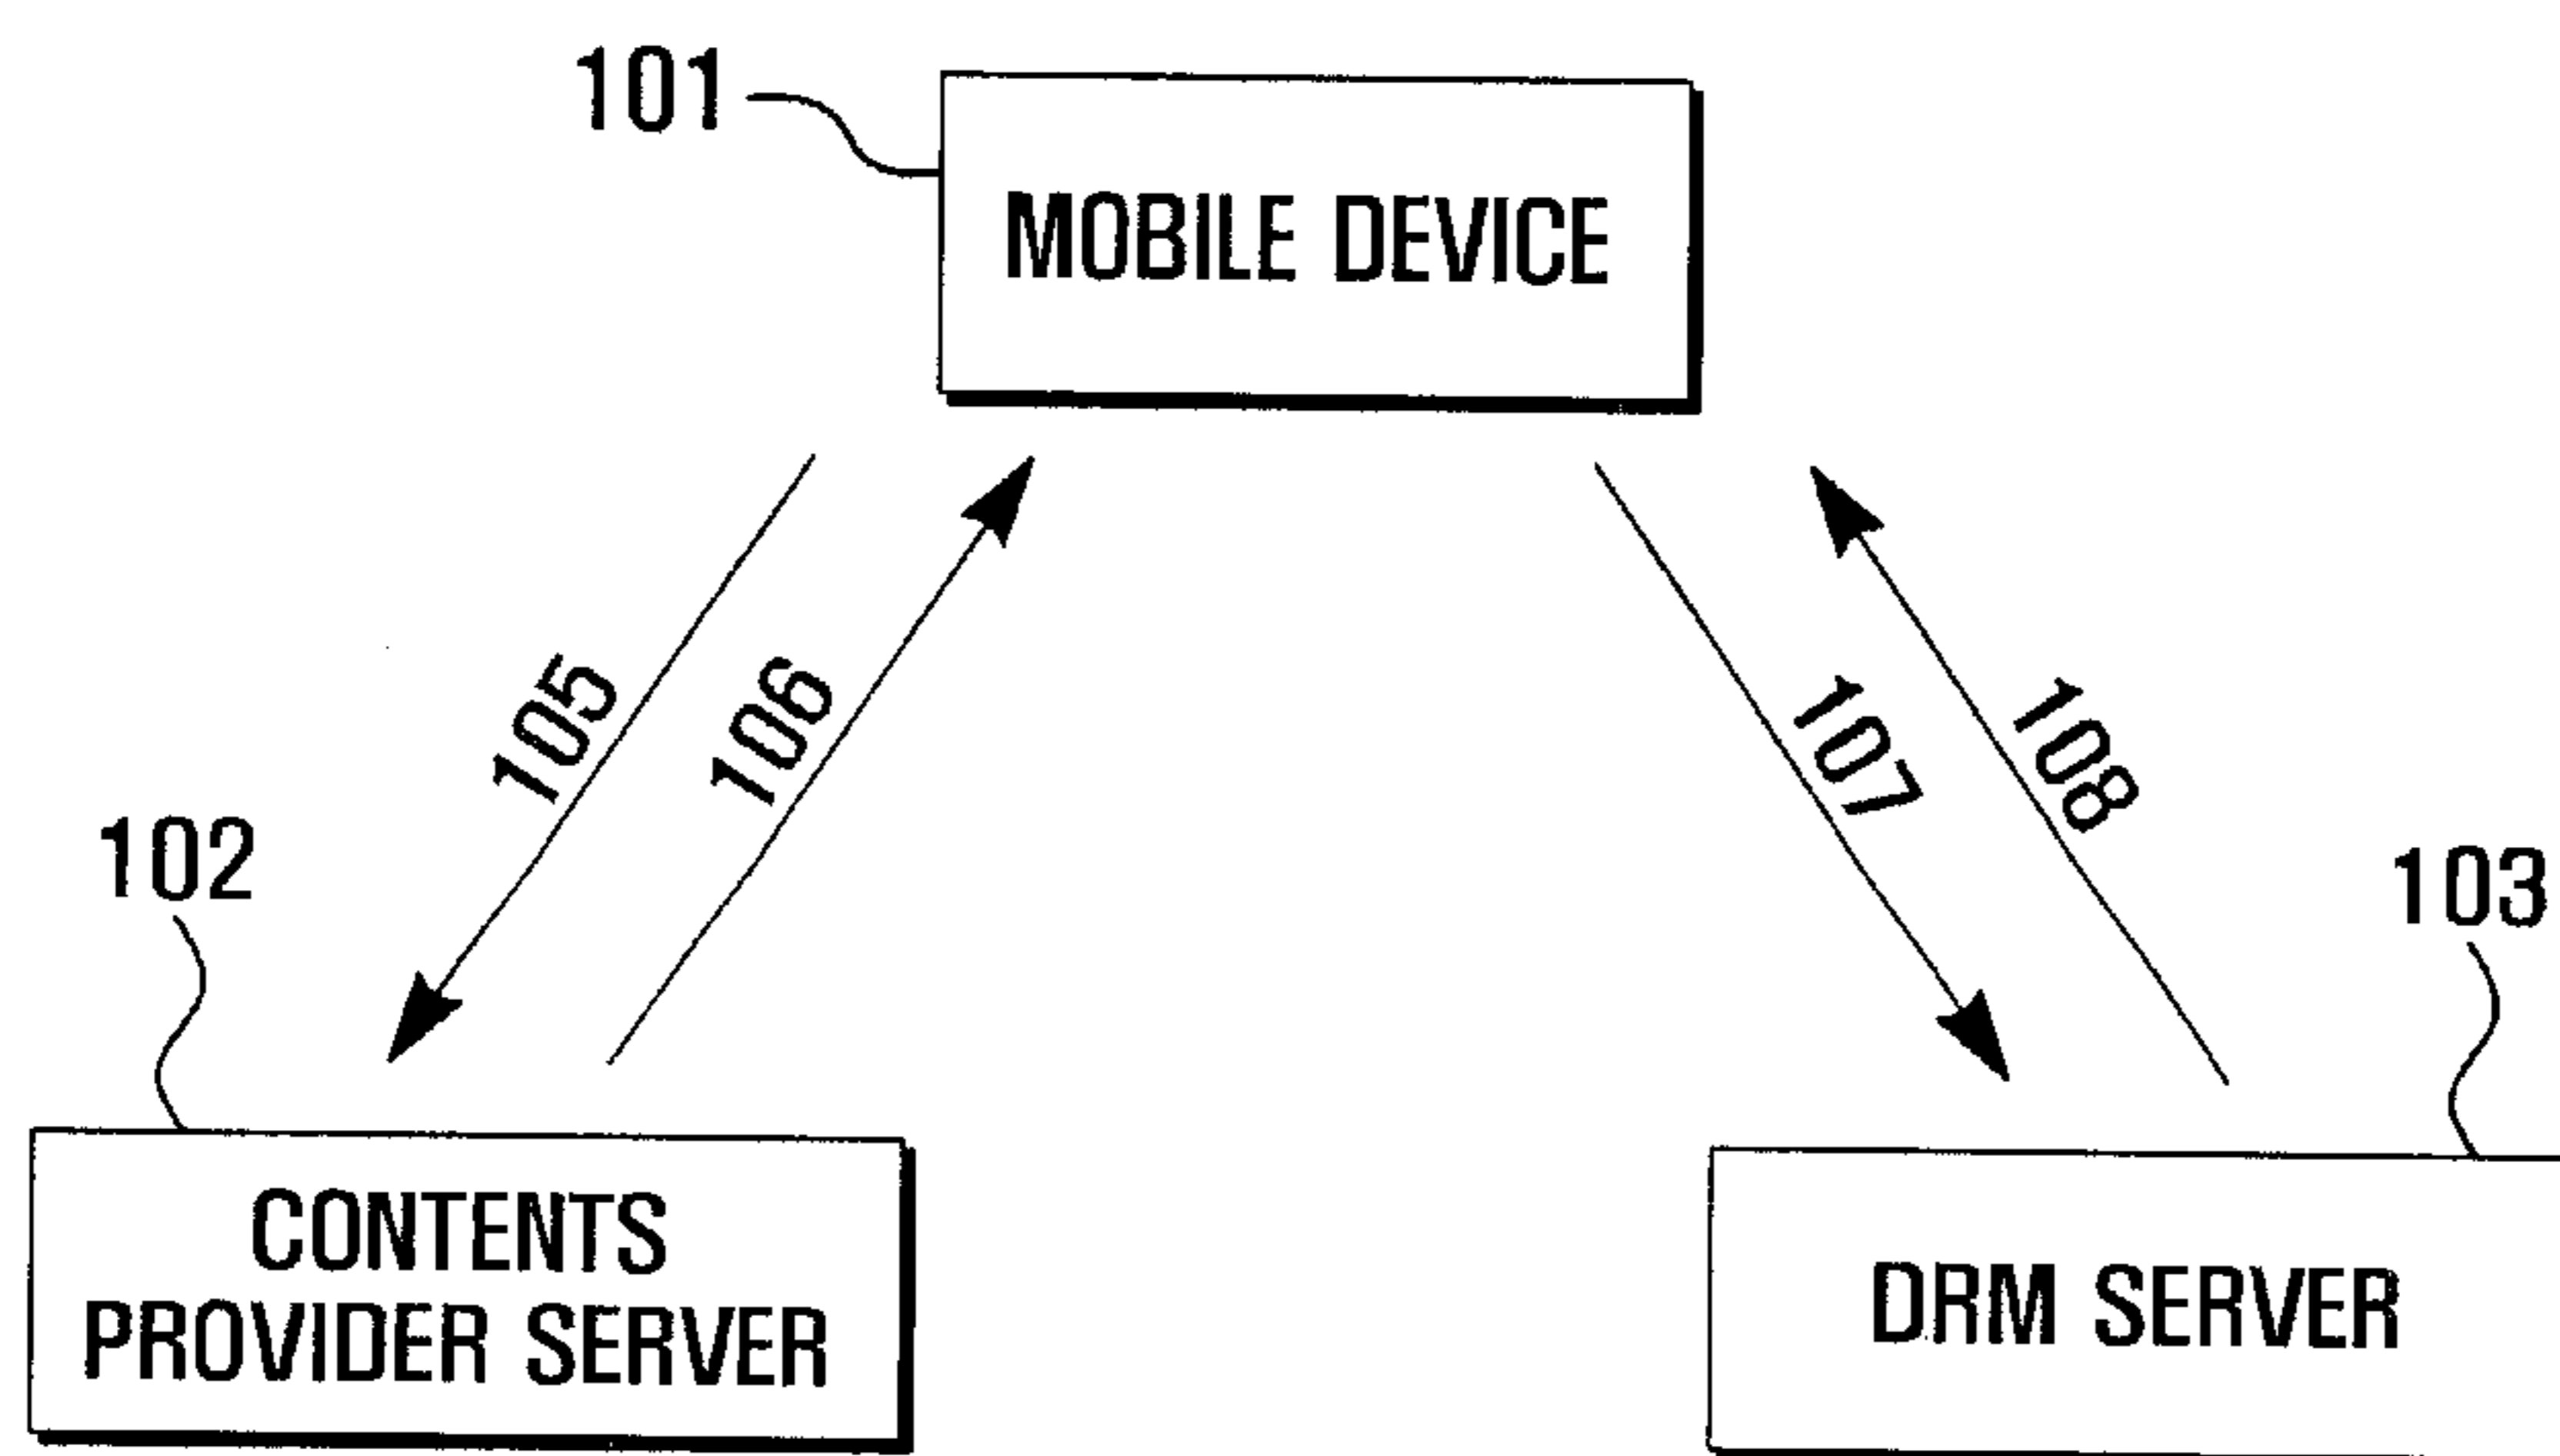 101
MOBILE DEVICE
105
106
107
108
102
103
CONTENTS
PROVIDER SERVER
DRM SERVER